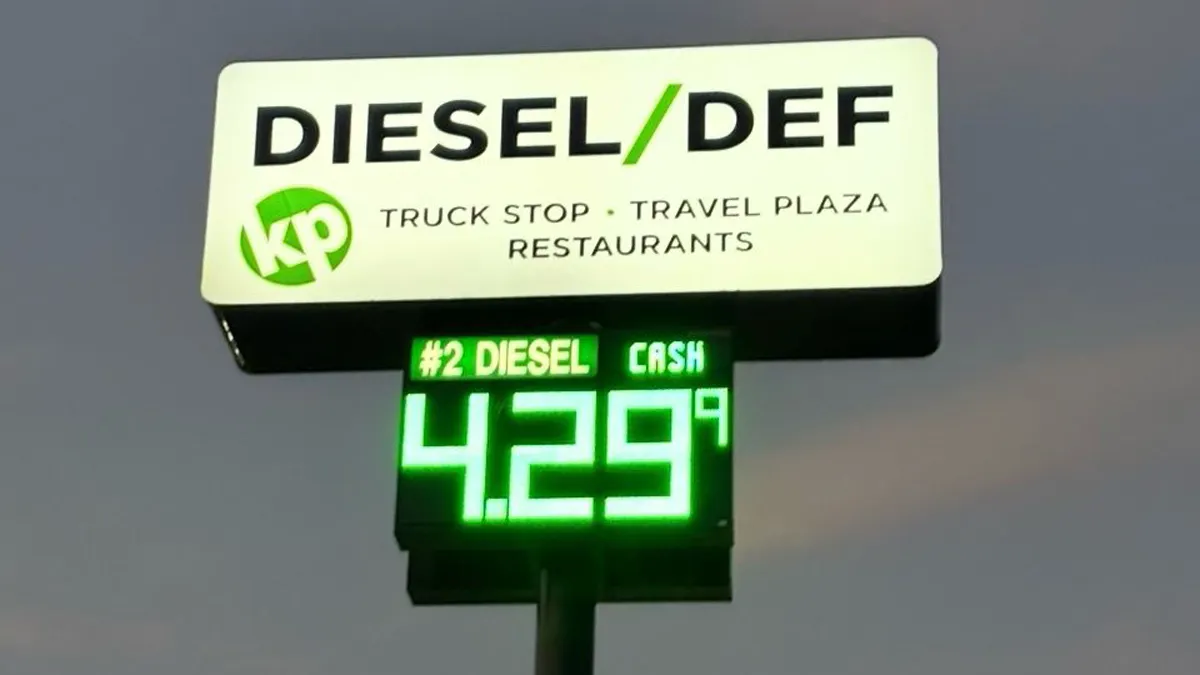 DIESEL/DEF
kp
TRUCK STOP · TRAVEL PLAZA
RESTAURANTS
#2 DIESEL CASH
4.29 9